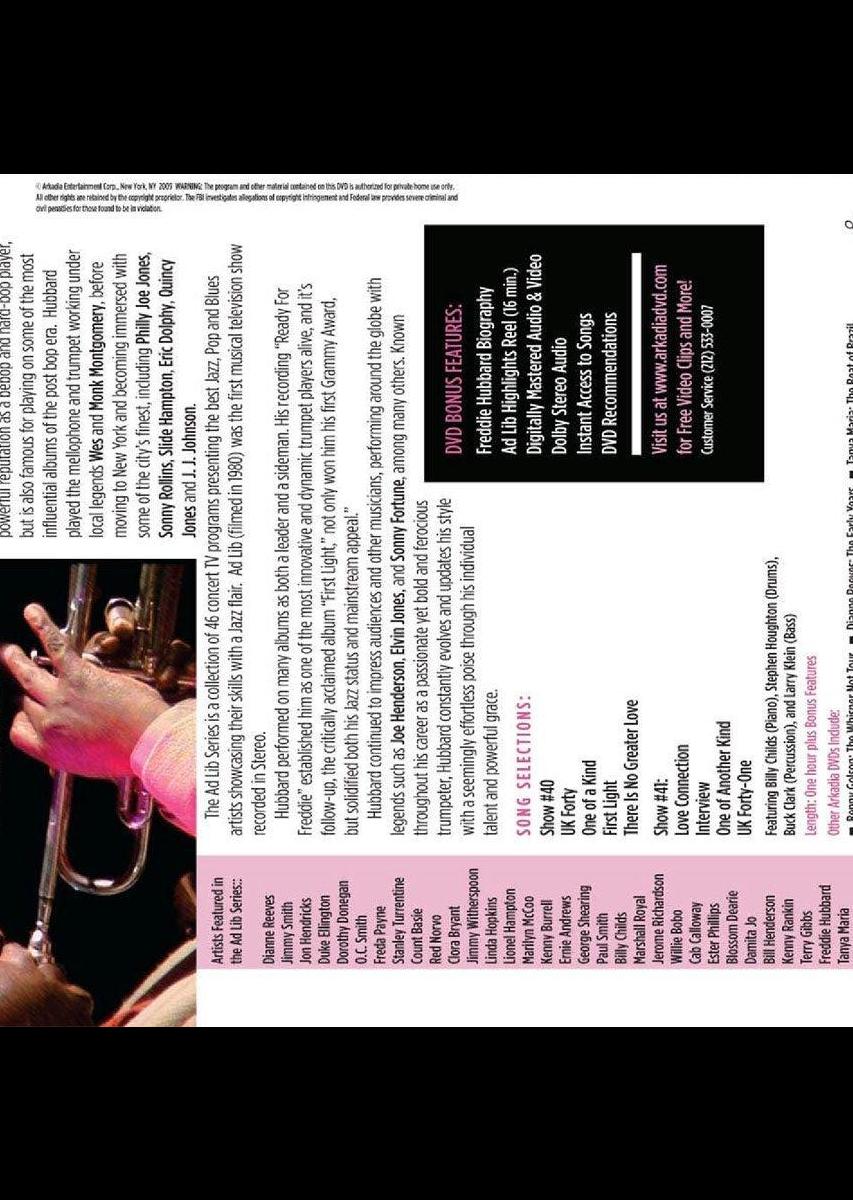 powerful reputation as a bebop and hard-bop player,
but is also famous for playing on some of the most
influential albums of the post bop era. Hubbard
played the mellophone and trumpet working under
local legends Wes and Monk Montgomery, before
moving to New York and becoming immersed with
some of the city's finest, including Philly Joe Jones,
Sonny Rollins, Slide Hampton, Eric Dolphy, Quincy
Jones and J. J. Johnson.
The Ad Lib Series is a collection of 46 concert TV programs presenting the best Jazz, Pop and Blues
artists showcasing their skills with a Jazz flair. Ad Lib (filmed in 1980) was the first musical television show
recorded in Stereo.
Hubbard performed on many albums as both a leader and a sideman. His recording "Ready For
Freddie" established him as one of the most innovative and dynamic trumpet players alive, and it's
follow-up, the critically acclaimed album "First Light," not only won him his first Grammy Award,
but solidified both his Jazz status and mainstream appeal."
Hubbard continued to impress audiences and other musicians, performing around the globe with
legends such as Joe Henderson, Elvin Jones, and Sonny Fortune, among many others. Known
throughout his career as a passionate yet bold and ferocious
trumpeter, Hubbard constantly evolves and updates his style
with a seemingly effortless poise through his individual
talent and powerful grace.
SONG SELECTIONS:
Show #40
UK Forty
One of a Kind
First Light
There Is No Greater Love
Show #41:
Love Connection
Interview
One of Another Kind
UK Forty-One
Featuring Billy Childs (Piano), Stephen Houghton (Drums),
Buck Clark (Percussion), and Larry Klein (Bass)
Length: One hour plus Bonus Features
Other Arkadia DVDs Include:
■ Benny Golson: The Whisper Not Tour ■ Dianne Reeves: The Early Years ■ Tanya Maria: The Beat of Brazil
DVD BONUS FEATURES:
Freddie Hubbard Biography
Ad Lib Highlights Reel (16 min.)
Digitally Mastered Audio & Video
Dolby Stereo Audio
Instant Access to Songs
DVD Recommendations
Visit us at www.arkadiadvd.com
for Free Video Clips and More!
Customer Service (212) 533-0007
© Arkadia Entertainment Corp., New York, NY 2009 WARNING: The program and other material contained on this DVD is authorized for private home use only.
All other rights are retained by the copyright proprietor. The FBI investigates allegations of copyright infringement and Federal law provides severe criminal and
civil penalties for those found to be in violation.
Artists Featured in
the Ad Lib Series::
Dianne Reeves
Jimmy Smith
Jon Hendricks
Duke Ellington
Dorothy Donegan
O.C. Smith
Freda Payne
Stanley Turrentine
Count Basie
Red Norvo
Clora Bryant
Jimmy Witherspoon
Linda Hopkins
Lionel Hampton
Marilyn McCoo
Kenny Burrell
Ernie Andrews
George Shearing
Paul Smith
Billy Childs
Marshall Royal
Jerome Richardson
Willie Bobo
Cab Calloway
Ester Phillips
Blossom Dearie
Damita Jo
Bill Henderson
Kenny Rankin
Terry Gibbs
Freddie Hubbard
Tanya Maria